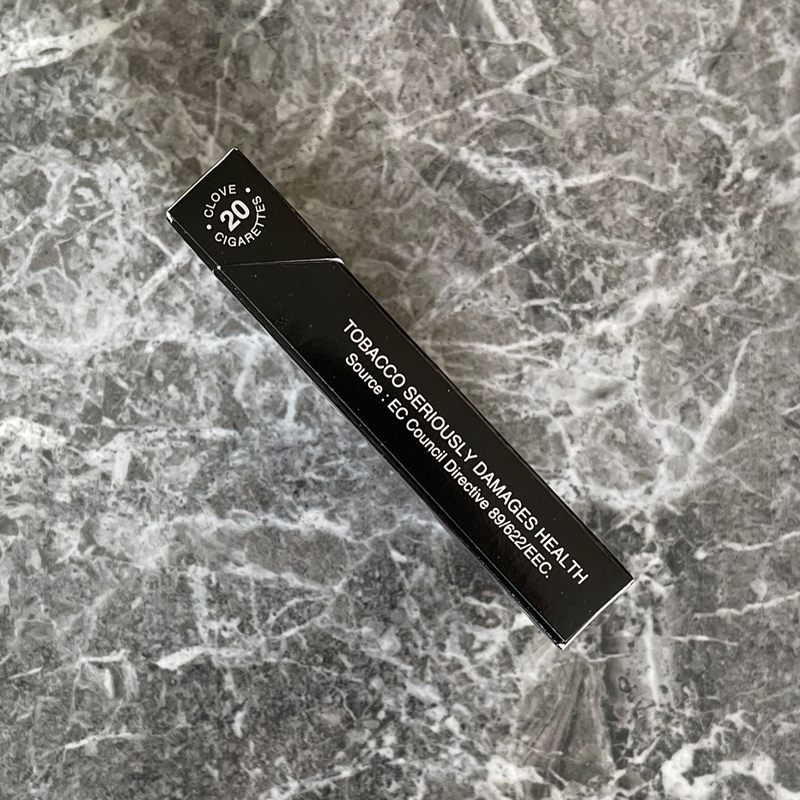 • CLOVE •
20
CIGARETTES
TOBACCO SERIOUSLY DAMAGES HEALTH
Source : EC Council Directive 89/622/EEC.